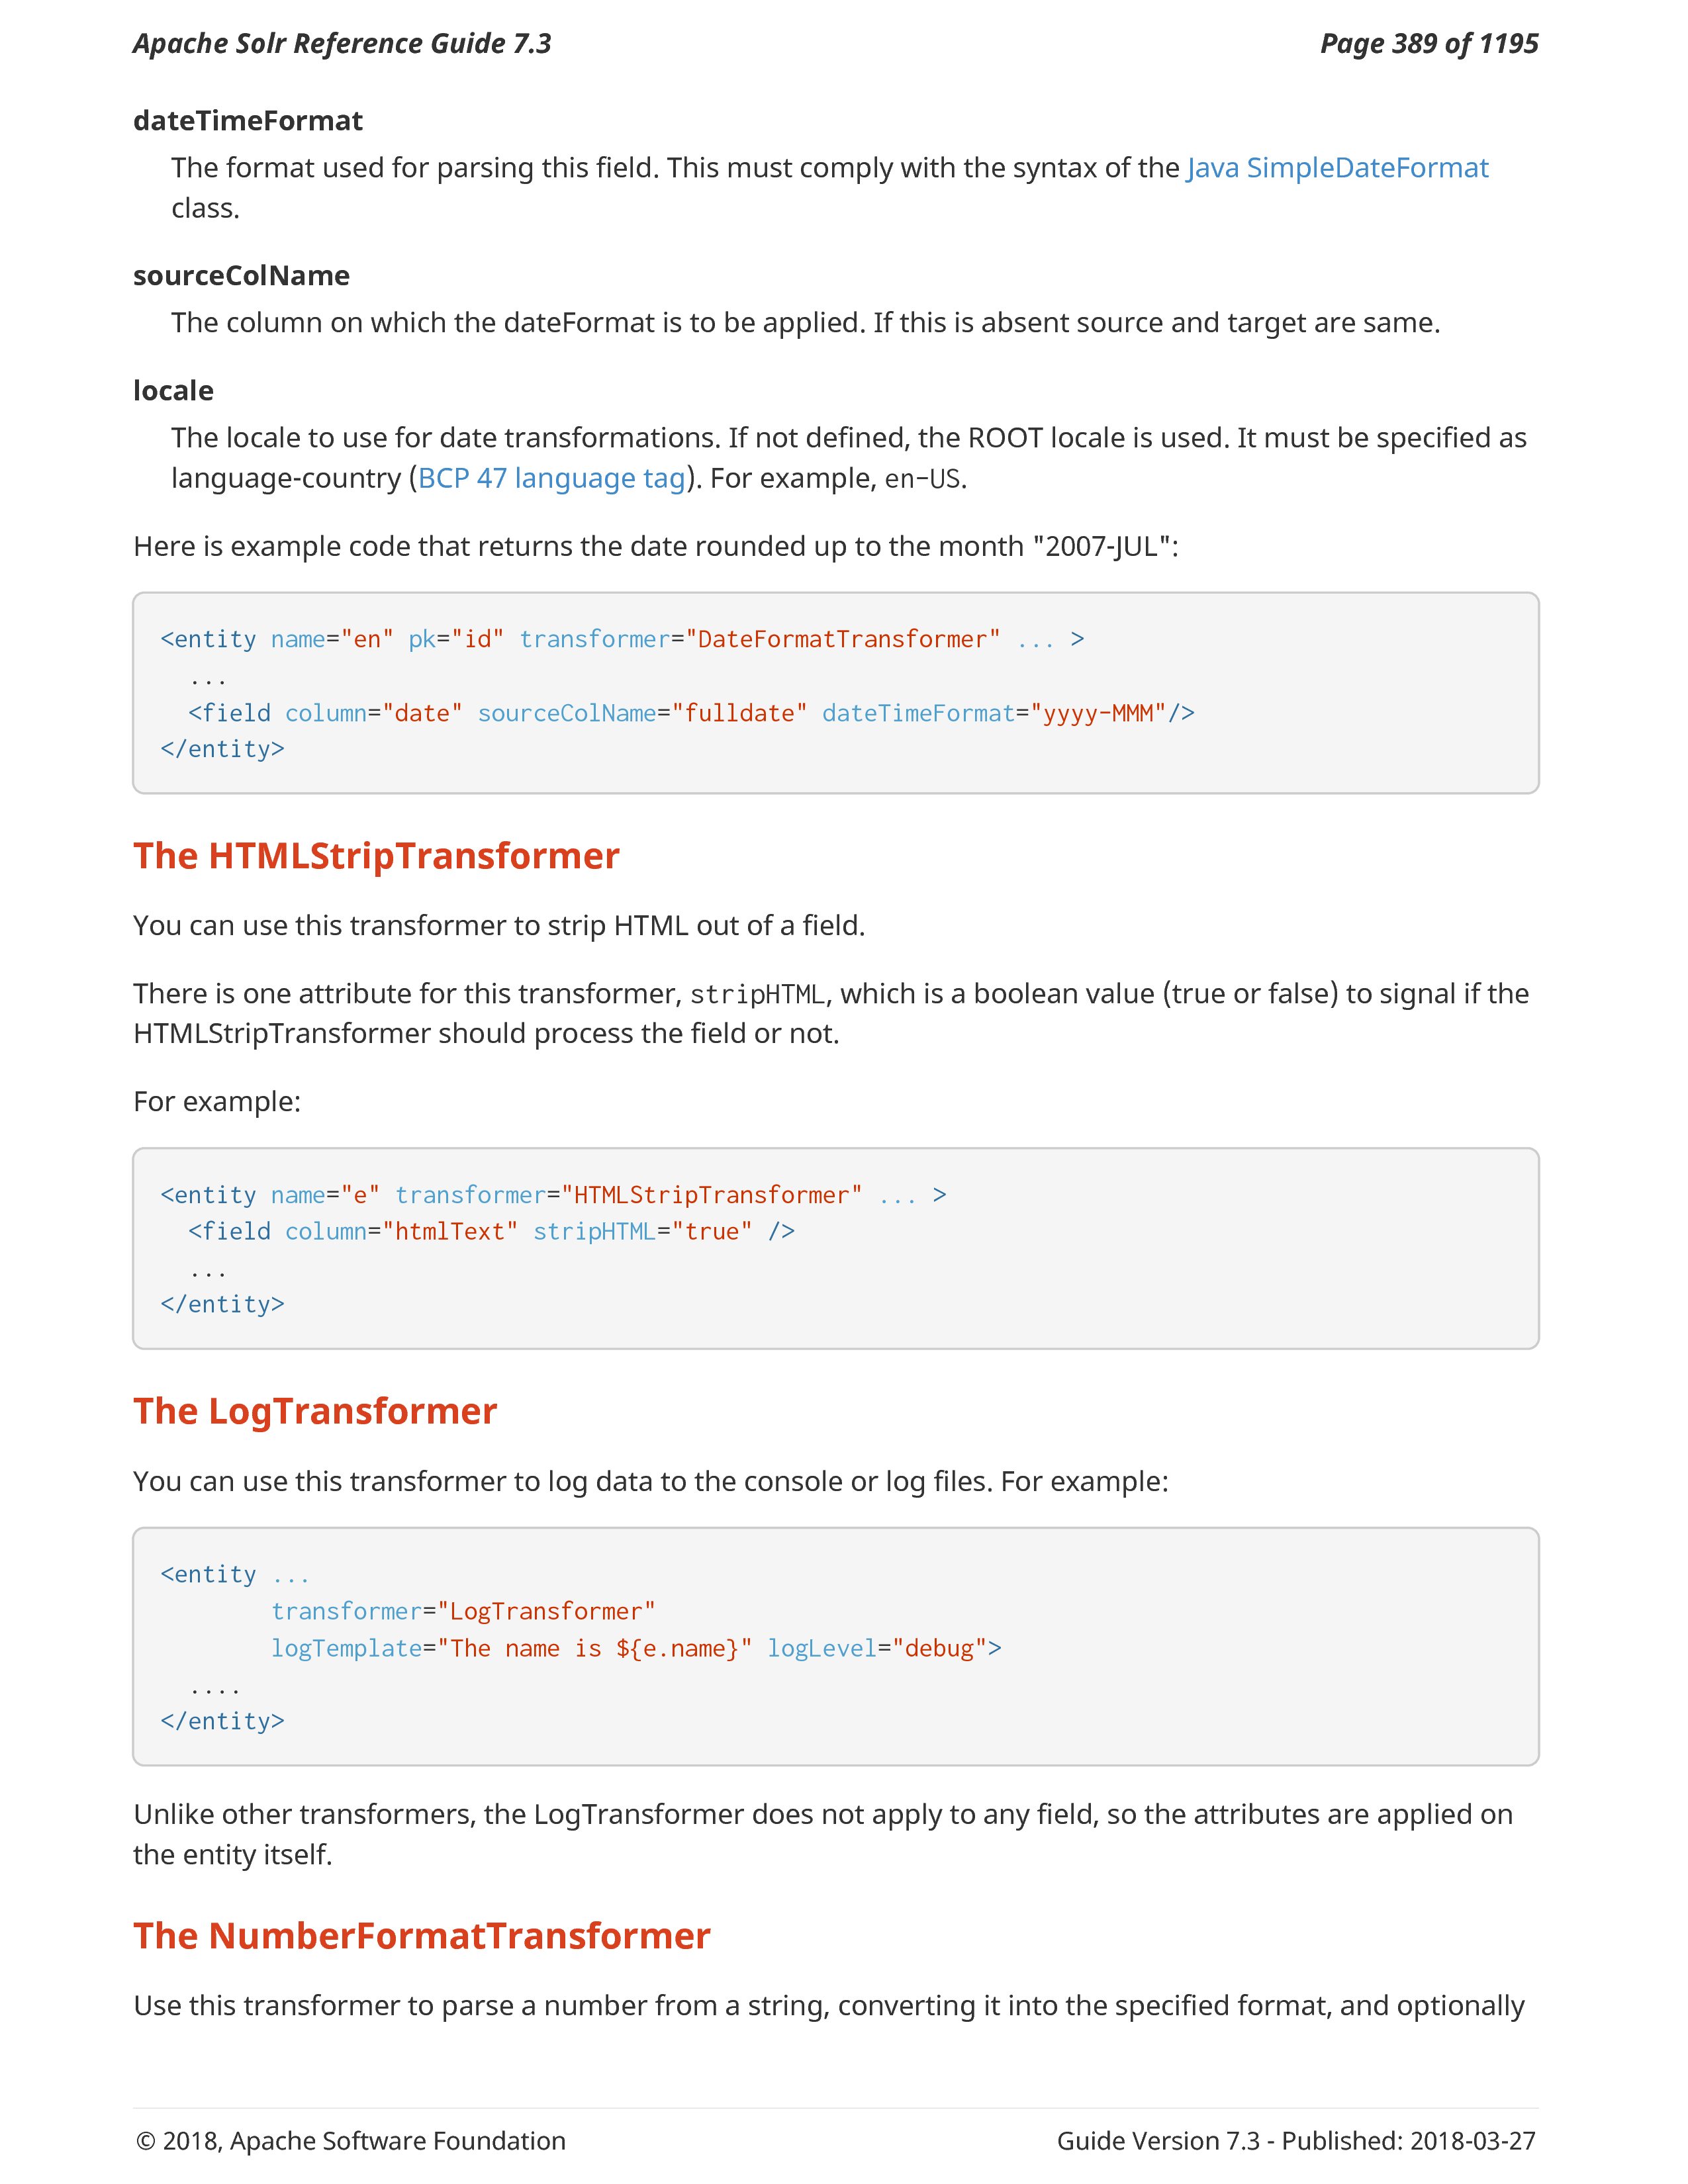 Apache Solr Reference Guide 7.3 Page 389 of 1195
dateTimeFormat
The format used for parsing this field. This must comply with the syntax of the Java SimpleDateFormat
class.
sourceColName
The column on which the dateFormat is to be applied. If this is absent source and target are same.
locale
The locale to use for date transformations. If not defined, the ROOT locale is used. It must be specified as
language-country (BCP 47 language tag). For example, en-US.
Here is example code that returns the date rounded up to the month "2007-JUL":
<entity name="en" pk="id" transformer="DateFormatTransformer" ... >
  ...
  <field column="date" sourceColName="fulldate" dateTimeFormat="yyyy-MMM"/>
</entity>
The HTMLStripTransformer
You can use this transformer to strip HTML out of a field.
There is one attribute for this transformer, stripHTML, which is a boolean value (true or false) to signal if the
HTMLStripTransformer should process the field or not.
For example:
<entity name="e" transformer="HTMLStripTransformer" ... >
  <field column="htmlText" stripHTML="true" />
  ...
</entity>
The LogTransformer
You can use this transformer to log data to the console or log files. For example:
<entity ...
        transformer="LogTransformer"
        logTemplate="The name is ${e.name}" logLevel="debug">
  ....
</entity>
Unlike other transformers, the LogTransformer does not apply to any field, so the attributes are applied on
the entity itself.
The NumberFormatTransformer
Use this transformer to parse a number from a string, converting it into the specified format, and optionally
© 2018, Apache Software Foundation Guide Version 7.3 - Published: 2018-03-27